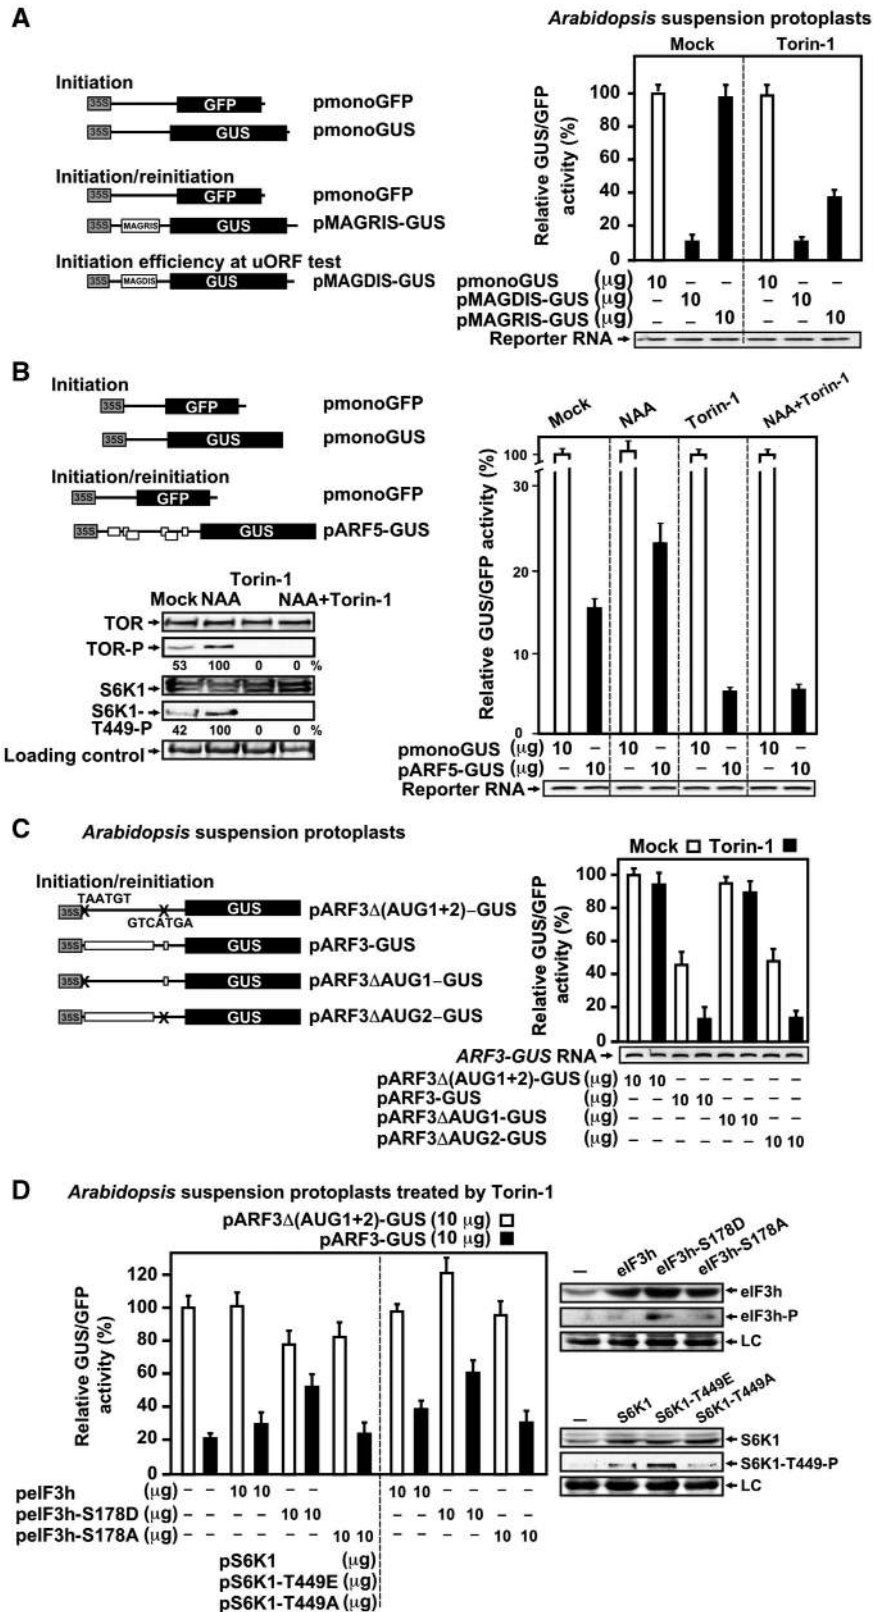 A
Arabidopsis suspension protoplasts
Mock Torin-1
Initiation
35S GFP pmonoGFP
35S GUS pmonoGUS
Initiation/reinitiation
35S GFP pmonoGFP
35S MAGRIS GUS pMAGRIS-GUS
Initiation efficiency at uORF test
35S MAGDIS GUS pMAGDIS-GUS
Relative GUS/GFP
activity (%)
100
80
60
40
20
0
pmonoGUS (µg) 10 – – 10 – –
pMAGDIS-GUS (µg) – 10 – – 10 –
pMAGRIS-GUS (µg) – – 10 – – 10
Reporter RNA
B
Initiation
35S GFP pmonoGFP
35S GUS pmonoGUS
Initiation/reinitiation
35S GFP pmonoGFP
35S GUS pARF5-GUS
Torin-1
Mock NAA NAA+Torin-1
TOR
TOR-P
53 100 0 0 %
S6K1
S6K1-
T449-P
42 100 0 0 %
Loading control
Mock NAA Torin-1 NAA+Torin-1
Relative GUS/GFP activity (%)
100
30
20
10
0
pmonoGUS (µg) 10 – 10 – 10 – 10 –
pARF5-GUS (µg) – 10 – 10 – 10 – 10
Reporter RNA
C
Arabidopsis suspension protoplasts
Initiation/reinitiation
TAATGT
35S X X GUS pARF3Δ(AUG1+2)–GUS
GTCATGA
35S GUS pARF3-GUS
35S X GUS pARF3ΔAUG1–GUS
35S X GUS pARF3ΔAUG2–GUS
Mock Torin-1
Relative GUS/GFP
activity (%)
100
80
60
40
20
0
ARF3-GUS RNA
pARF3Δ(AUG1+2)-GUS (µg) 10 10 – – – – – –
pARF3-GUS (µg) – – 10 10 – – – –
pARF3ΔAUG1-GUS (µg) – – – – 10 10 – –
pARF3ΔAUG2-GUS (µg) – – – – – – 10 10
D
Arabidopsis suspension protoplasts treated by Torin-1
pARF3Δ(AUG1+2)-GUS (10 µg)
pARF3-GUS (10 µg)
Relative GUS/GFP
activity (%)
120
100
80
60
40
20
0
peIF3h (µg) – – 10 10 – – – – 10 10 – – – –
peIF3h-S178D (µg) – – – – 10 10 – – – – 10 10 – –
peIF3h-S178A (µg) – – – – – – 10 10 – – – – 10 10
pS6K1 (µg)
pS6K1-T449E (µg)
pS6K1-T449A (µg)
– eIF3h eIF3h-S178D eIF3h-S178A
eIF3h
eIF3h-P
LC
– S6K1 S6K1-T449E S6K1-T449A
S6K1
S6K1-T449-P
LC